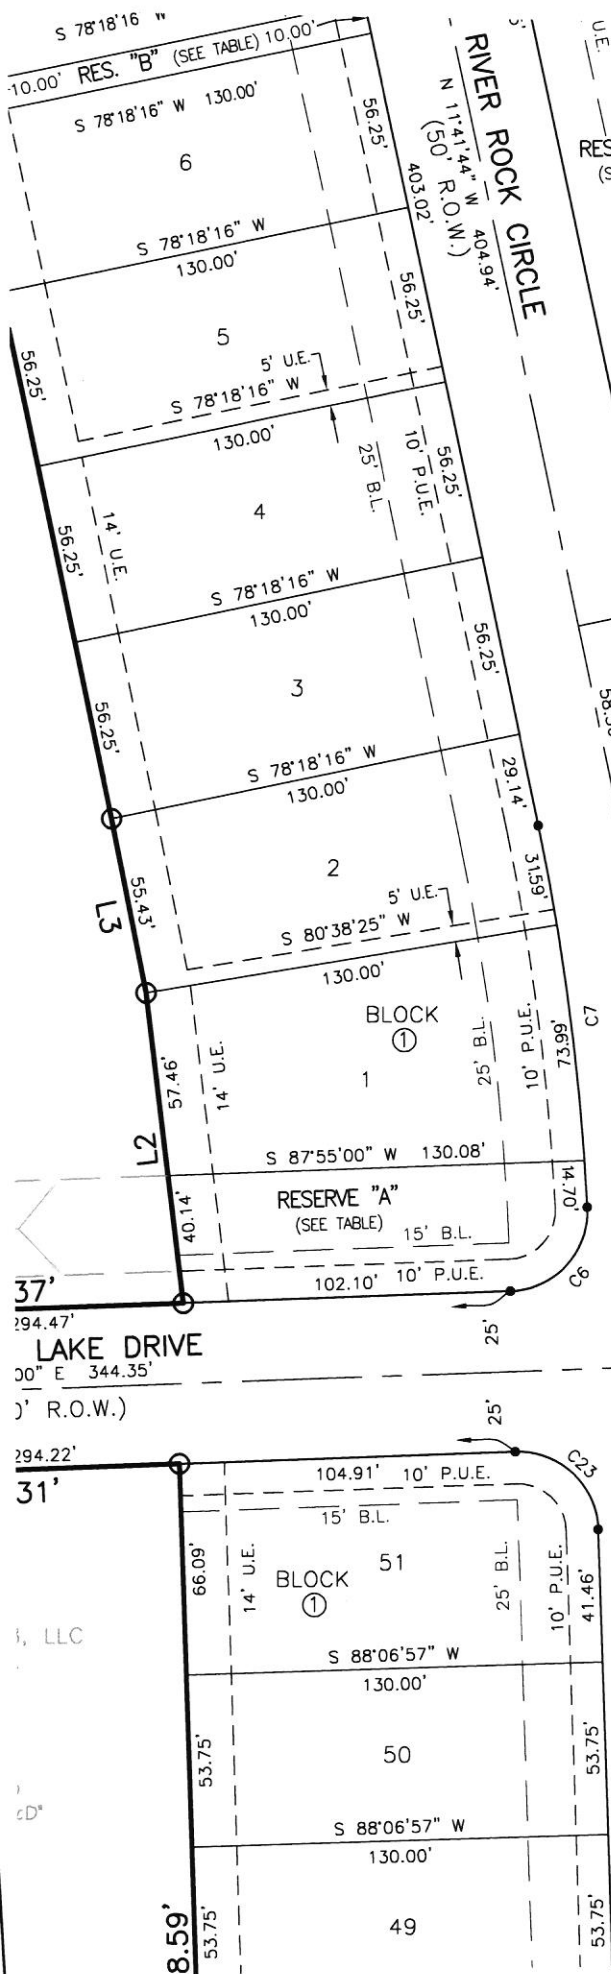 S 78°18'16" W
10.00' RES. "B" (SEE TABLE) 10.00'
S 78°18'16" W 130.00'
6
56.25'
RIVER ROCK CIRCLE
N 11°41'44" W 404.94'
(50' R.O.W.)
403.02'
U.E.
RES
(S
S 78°18'16" W
130.00'
56.25'
5
56.25'
5' U.E.
S 78°18'16" W
130.00'
4
14' U.E.
56.25'
25' B.L.
10' P.U.E.
56.25'
S 78°18'16" W
130.00'
56.25'
3
56.25'
S 78°18'16" W
130.00'
29.14'
2
31.59'
55.43'
L3
5' U.E.
S 80°38'25" W
130.00'
BLOCK
1
1
57.46'
14' U.E.
25' B.L.
10' P.U.E.
73.99'
C7
L2
S 87°55'00" W 130.08'
RESERVE "A"
(SEE TABLE)
40.14'
15' B.L.
14.70'
102.10' 10' P.U.E.
C6
25'
37'
294.47'
LAKE DRIVE
00" E 344.35'
0' R.O.W.)
25'
294.22'
31'
C23
104.91' 10' P.U.E.
15' B.L.
66.09'
14' U.E.
51
BLOCK
1
25' B.L.
10' P.U.E.
41.46'
, LLC
S 88°06'57" W
130.00'
53.75'
50
53.75'
D"
S 88°06'57" W
130.00'
8.59'
53.75'
49
53.75'